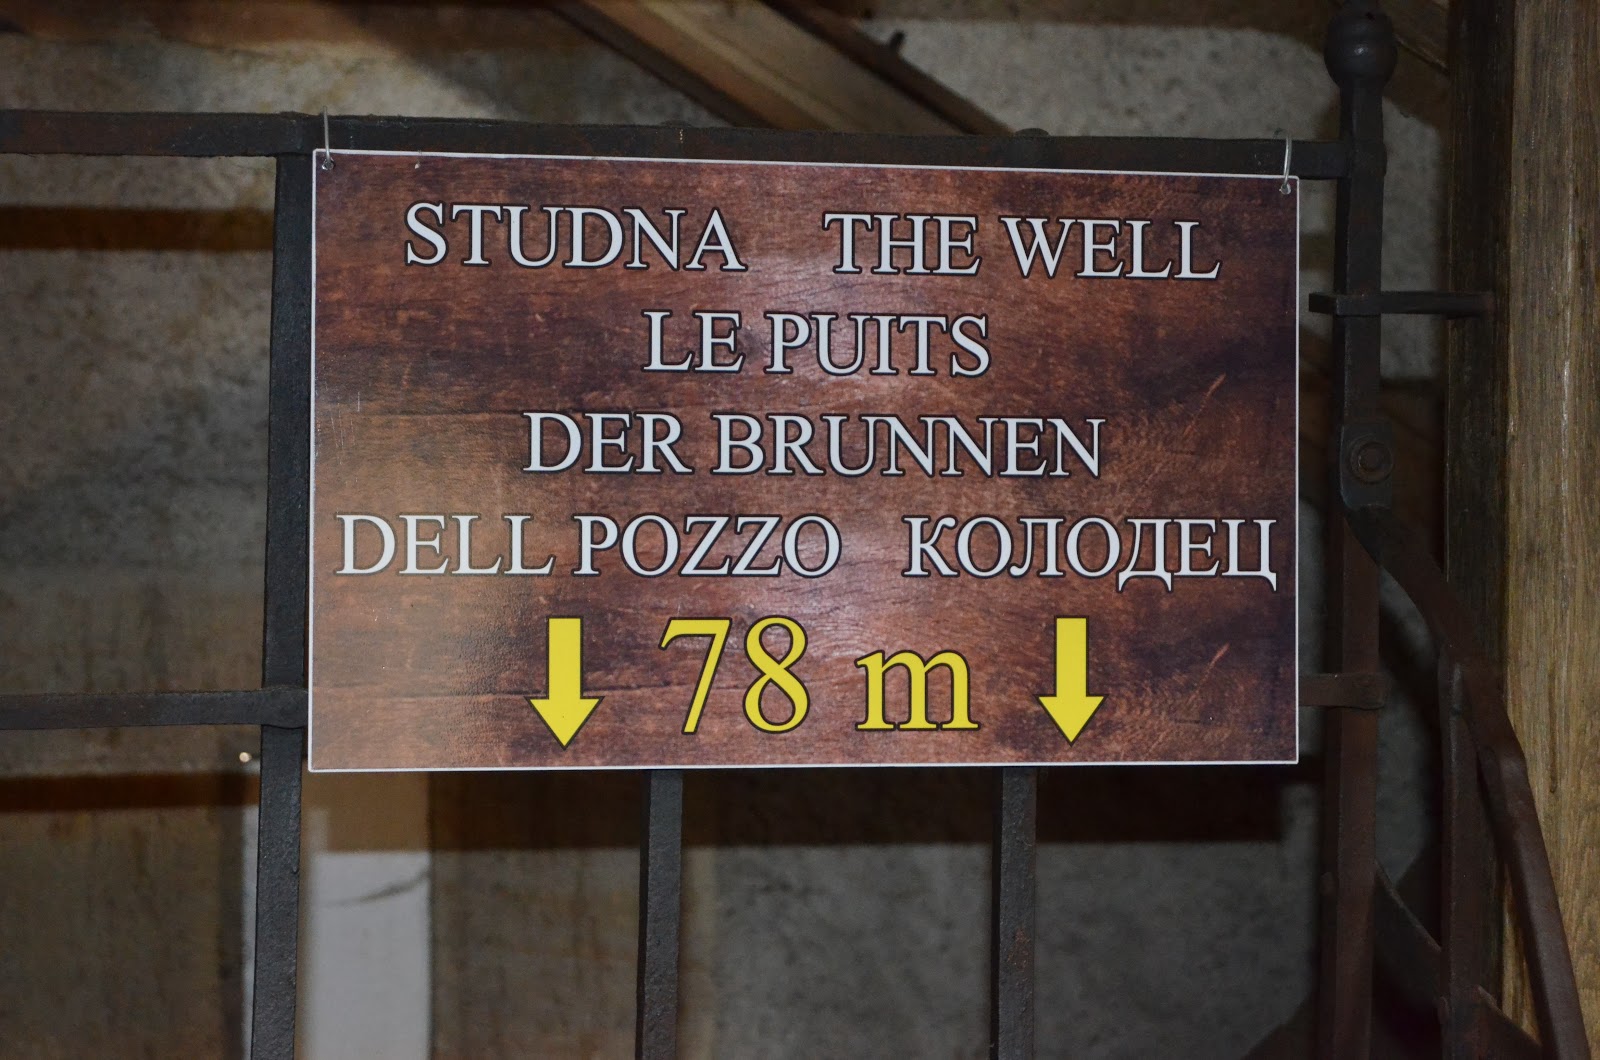 STUDNA THE WELL
LE PUITS
DER BRUNNEN
DELL POZZO КОЛОДЕЦ
78 m